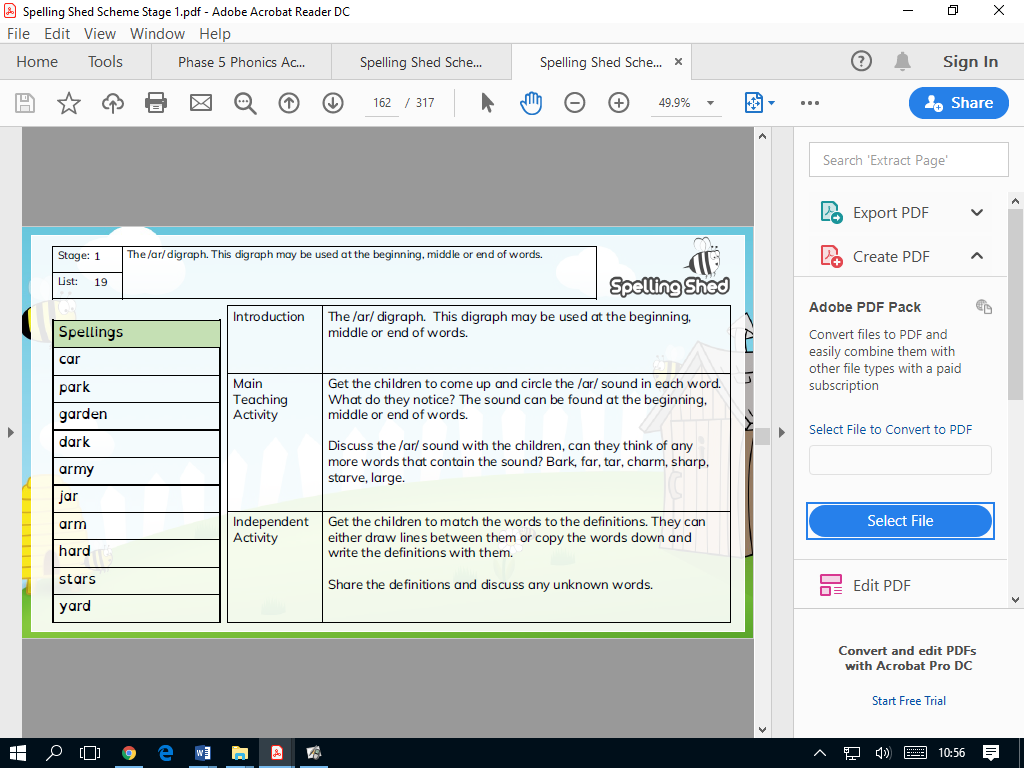 Spelling Shed Scheme Stage 1.pdf - Adobe Acrobat Reader DC
File Edit View Window Help
Home Tools Phase 5 Phonics Ac... Spelling Shed Sche... Spelling Shed Sche... × Sign In
162 / 317 49.9% Share
Search 'Extract Page'
Export PDF
Create PDF
Adobe PDF Pack
Convert files to PDF and
easily combine them with
other file types with a paid
subscription
Select File to Convert to PDF
Select File
Edit PDF
Convert and edit PDFs
with Acrobat Pro DC
Start Free Trial
Stage: 1
The /ar/ digraph. This digraph may be used at the beginning, middle or end of words.
List: 19
Spelling Shed
Spellings
car
park
garden
dark
army
jar
arm
hard
stars
yard
Introduction
The /ar/ digraph. This digraph may be used at the beginning,
middle or end of words.
Main
Teaching
Activity
Get the children to come up and circle the /ar/ sound in each word.
What do they notice? The sound can be found at the beginning,
middle or end of words.
Discuss the /ar/ sound with the children, can they think of any
more words that contain the sound? Bark, far, tar, charm, sharp,
starve, large.
Independent
Activity
Get the children to match the words to the definitions. They can
either draw lines between them or copy the words down and
write the definitions with them.
Share the definitions and discuss any unknown words.
10:56